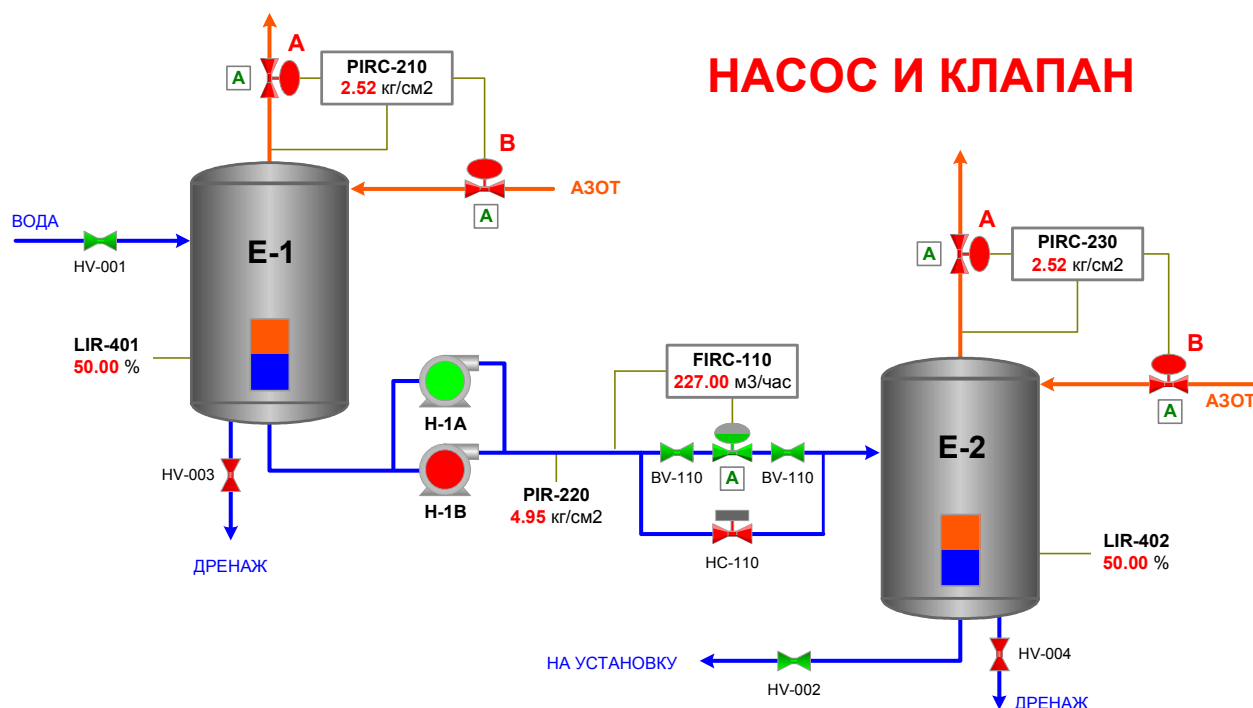 НАСОС И КЛАПАН
A
A
PIRC-210
2.52 кг/см2
B
A
АЗОТ
ВОДА
HV-001
E-1
LIR-401
50.00 %
HV-003
ДРЕНАЖ
Н-1А
Н-1В
PIR-220
4.95 кг/см2
FIRC-110
227.00 м3/час
BV-110
A
BV-110
HC-110
A
A
PIRC-230
2.52 кг/см2
B
A
АЗОТ
E-2
LIR-402
50.00 %
НА УСТАНОВКУ
HV-002
HV-004
ДРЕНАЖ